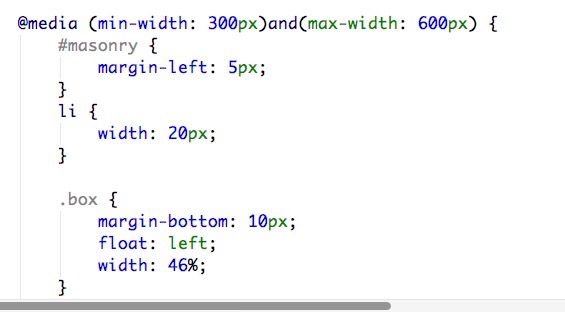 @media (min-width: 300px)and(max-width: 600px) {
    #masonry {
        margin-left: 5px;
    }
    li {
        width: 20px;
    }

    .box {
        margin-bottom: 10px;
        float: left;
        width: 46%;
    }